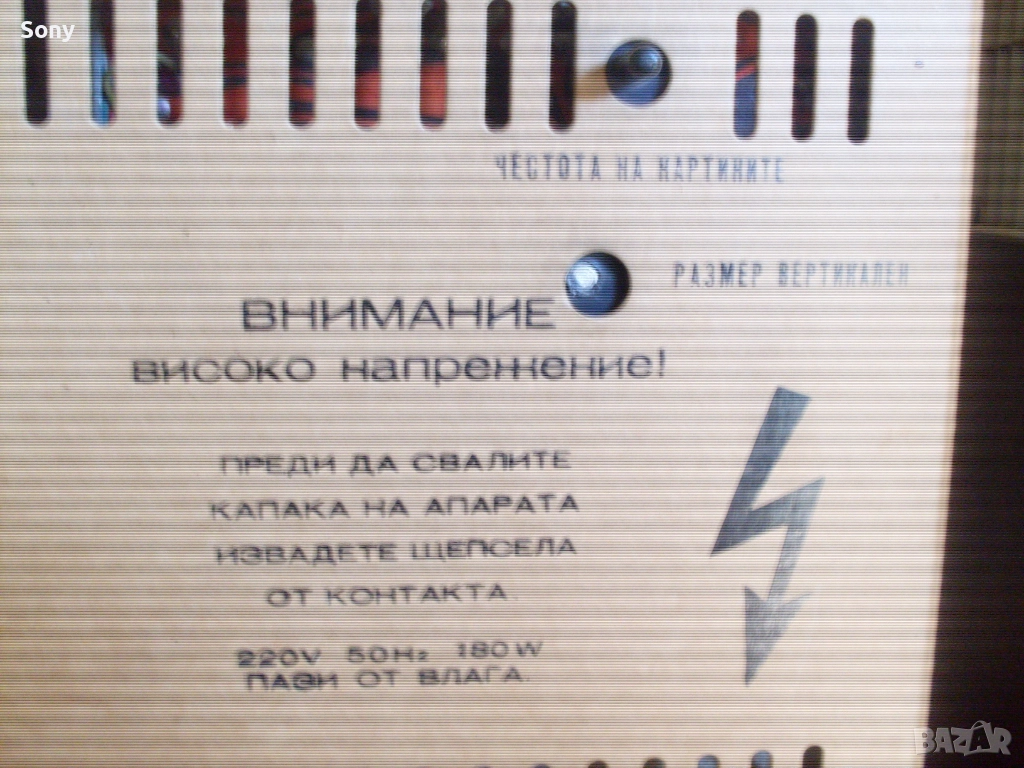 Sony
ЧЕСТОТА НА КАРТИНИТЕ
РАЗМЕР ВЕРТИКАЛЕН
ВНИМАНИЕ
високо напрежение!
ПРЕДИ ДА СВАЛИТЕ
КАПАКА НА АПАРАТА
ИЗВАДЕТЕ ЩЕПСЕЛА
ОТ КОНТАКТА.
220V 50Hz 180W
ПАЗИ ОТ ВЛАГА.
BAZAR